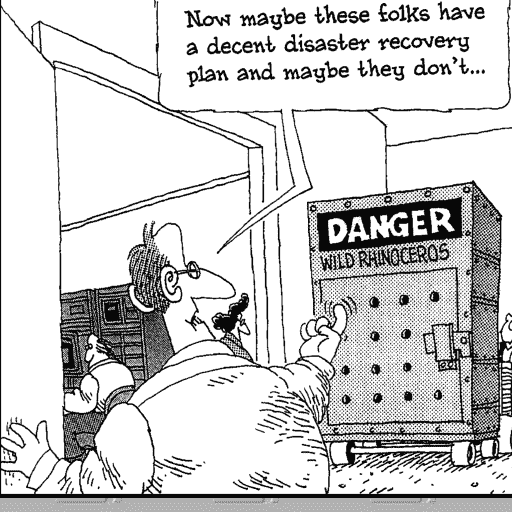 Now maybe these folks have
a decent disaster recovery
plan and maybe they don't...
DANGER
WILD RHINOCEROS